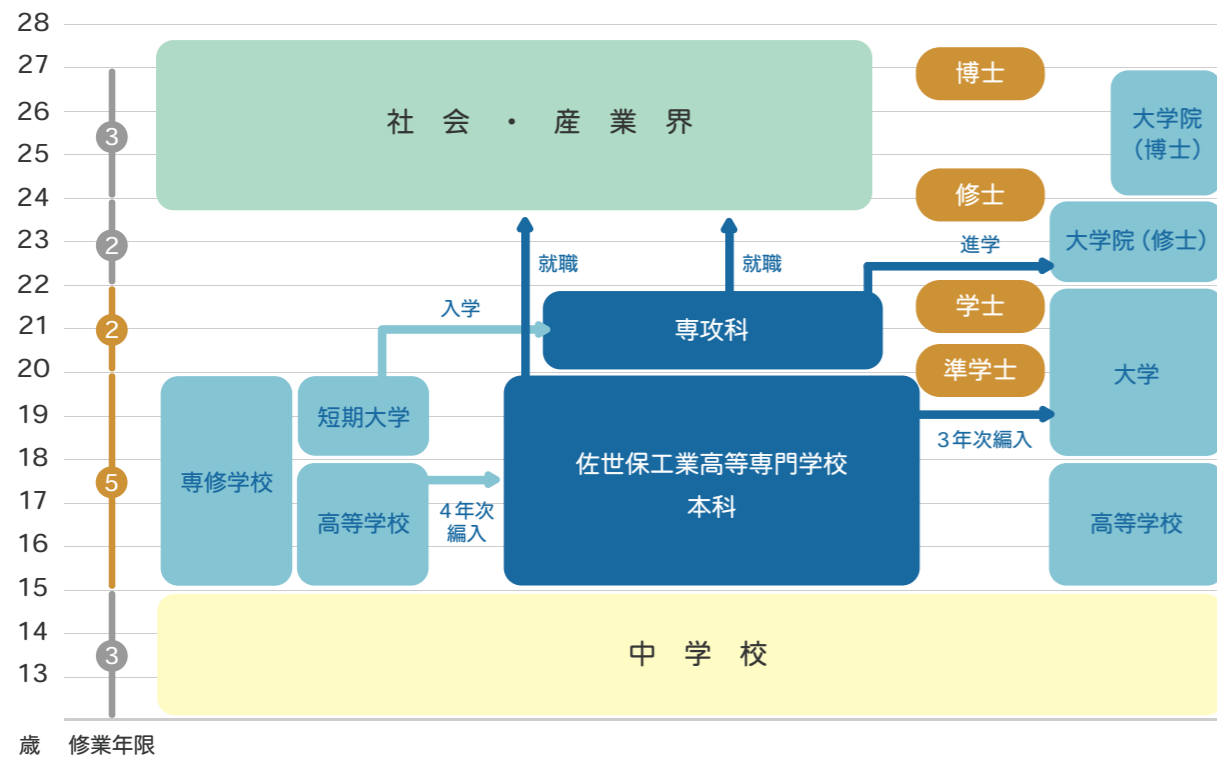 28
27
26
25
24
23
22
21
20
19
18
17
16
15
14
13
歳
修業年限
3
2
2
5
3
社会・産業界
博士
大学院
(博士)
修士
大学院(修士)
進学
就職
就職
入学
専攻科
学士
準学士
大学
3年次編入
専修学校
短期大学
高等学校
4年次
編入
佐世保工業高等専門学校
本科
高等学校
中学校